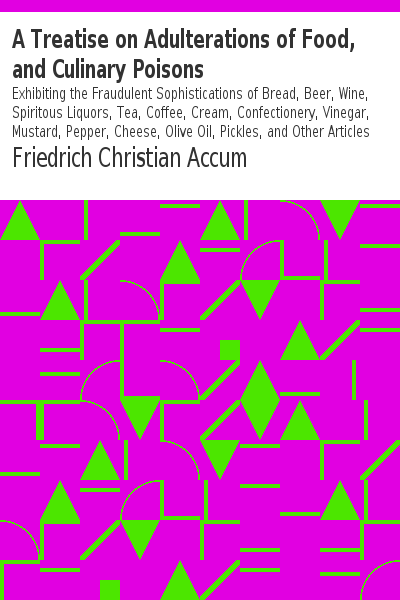 A Treatise on Adulterations of Food,
and Culinary Poisons
Exhibiting the Fraudulent Sophistications of Bread, Beer, Wine,
Spiritous Liquors, Tea, Coffee, Cream, Confectionery, Vinegar,
Mustard, Pepper, Cheese, Olive Oil, Pickles, and Other Articles
Friedrich Christian Accum